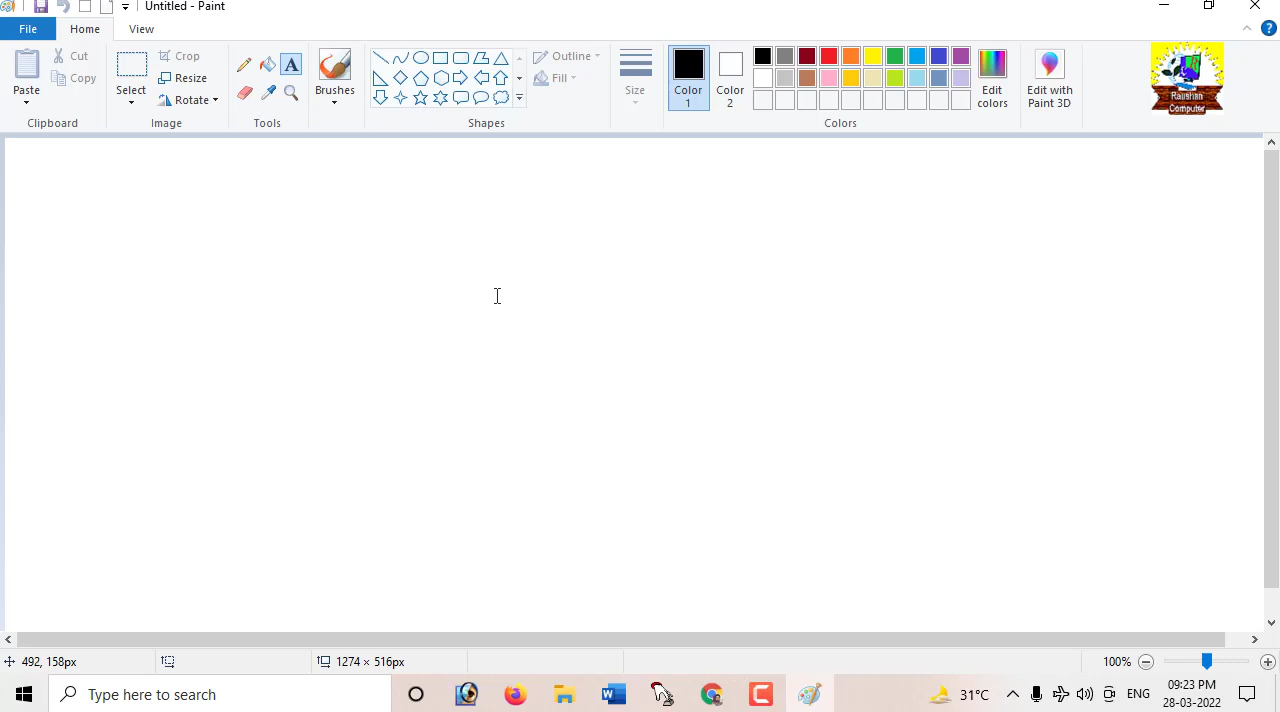 Untitled - Paint
File
Home
View
Paste
Cut
Copy
Clipboard
Select
Crop
Resize
Rotate
Image
A
Tools
Brushes
Shapes
Outline
Fill
Size
Color
1
Color
2
Colors
Edit
colors
Edit with
Paint 3D
Raushan
Computer
492, 158px
1274 × 516px
100%
Type here to search
31°C
ENG
09:23 PM
28-03-2022